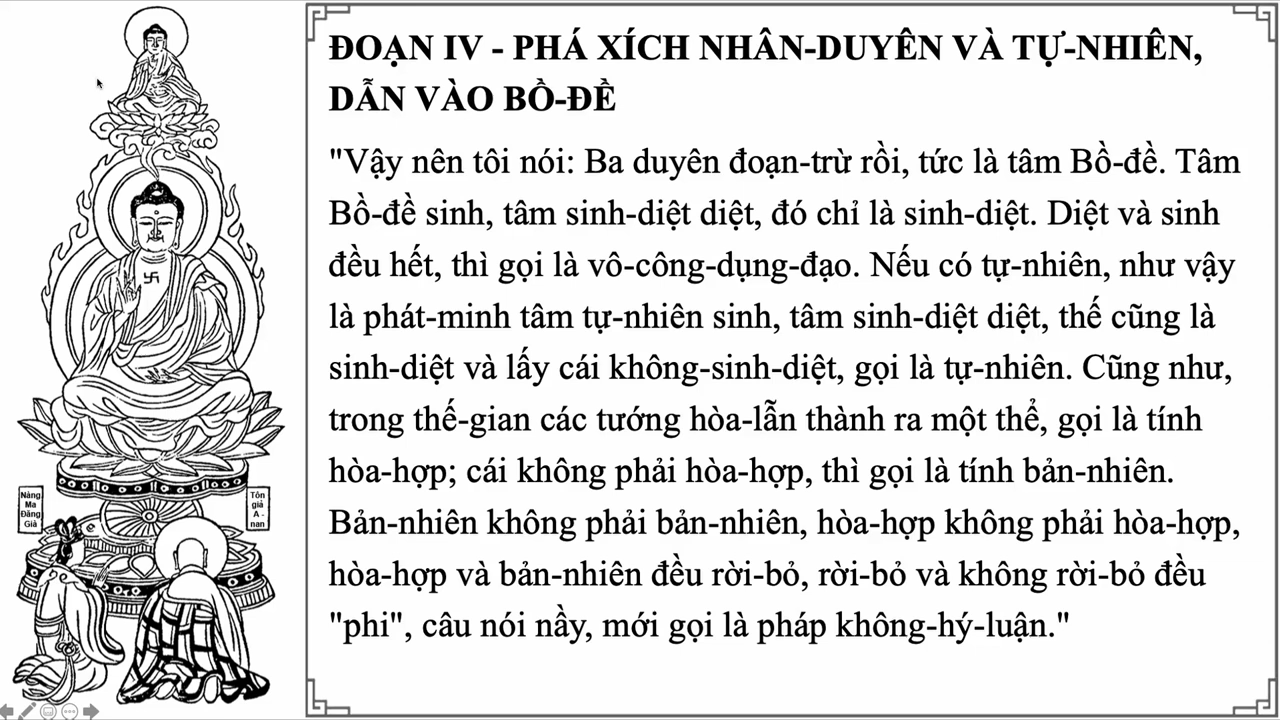 ĐOẠN IV - PHÁ XÍCH NHÂN-DUYÊN VÀ TỰ-NHIÊN,
DẪN VÀO BỒ-ĐỀ
"Vậy nên tôi nói: Ba duyên đoạn-trừ rồi, tức là tâm Bồ-đề. Tâm
Bồ-đề sinh, tâm sinh-diệt diệt, đó chỉ là sinh-diệt. Diệt và sinh
đều hết, thì gọi là vô-công-dụng-đạo. Nếu có tự-nhiên, như vậy
là phát-minh tâm tự-nhiên sinh, tâm sinh-diệt diệt, thế cũng là
sinh-diệt và lấy cái không-sinh-diệt, gọi là tự-nhiên. Cũng như,
trong thế-gian các tướng hòa-lẫn thành ra một thể, gọi là tính
hòa-hợp; cái không phải hòa-hợp, thì gọi là tính bản-nhiên.
Bản-nhiên không phải bản-nhiên, hòa-hợp không phải hòa-hợp,
hòa-hợp và bản-nhiên đều rời-bỏ, rời-bỏ và không rời-bỏ đều
"phi", câu nói nầy, mới gọi là pháp không-hý-luận."
Nàng
Ma
Đăng
Già
Tôn
giả
A -
nan